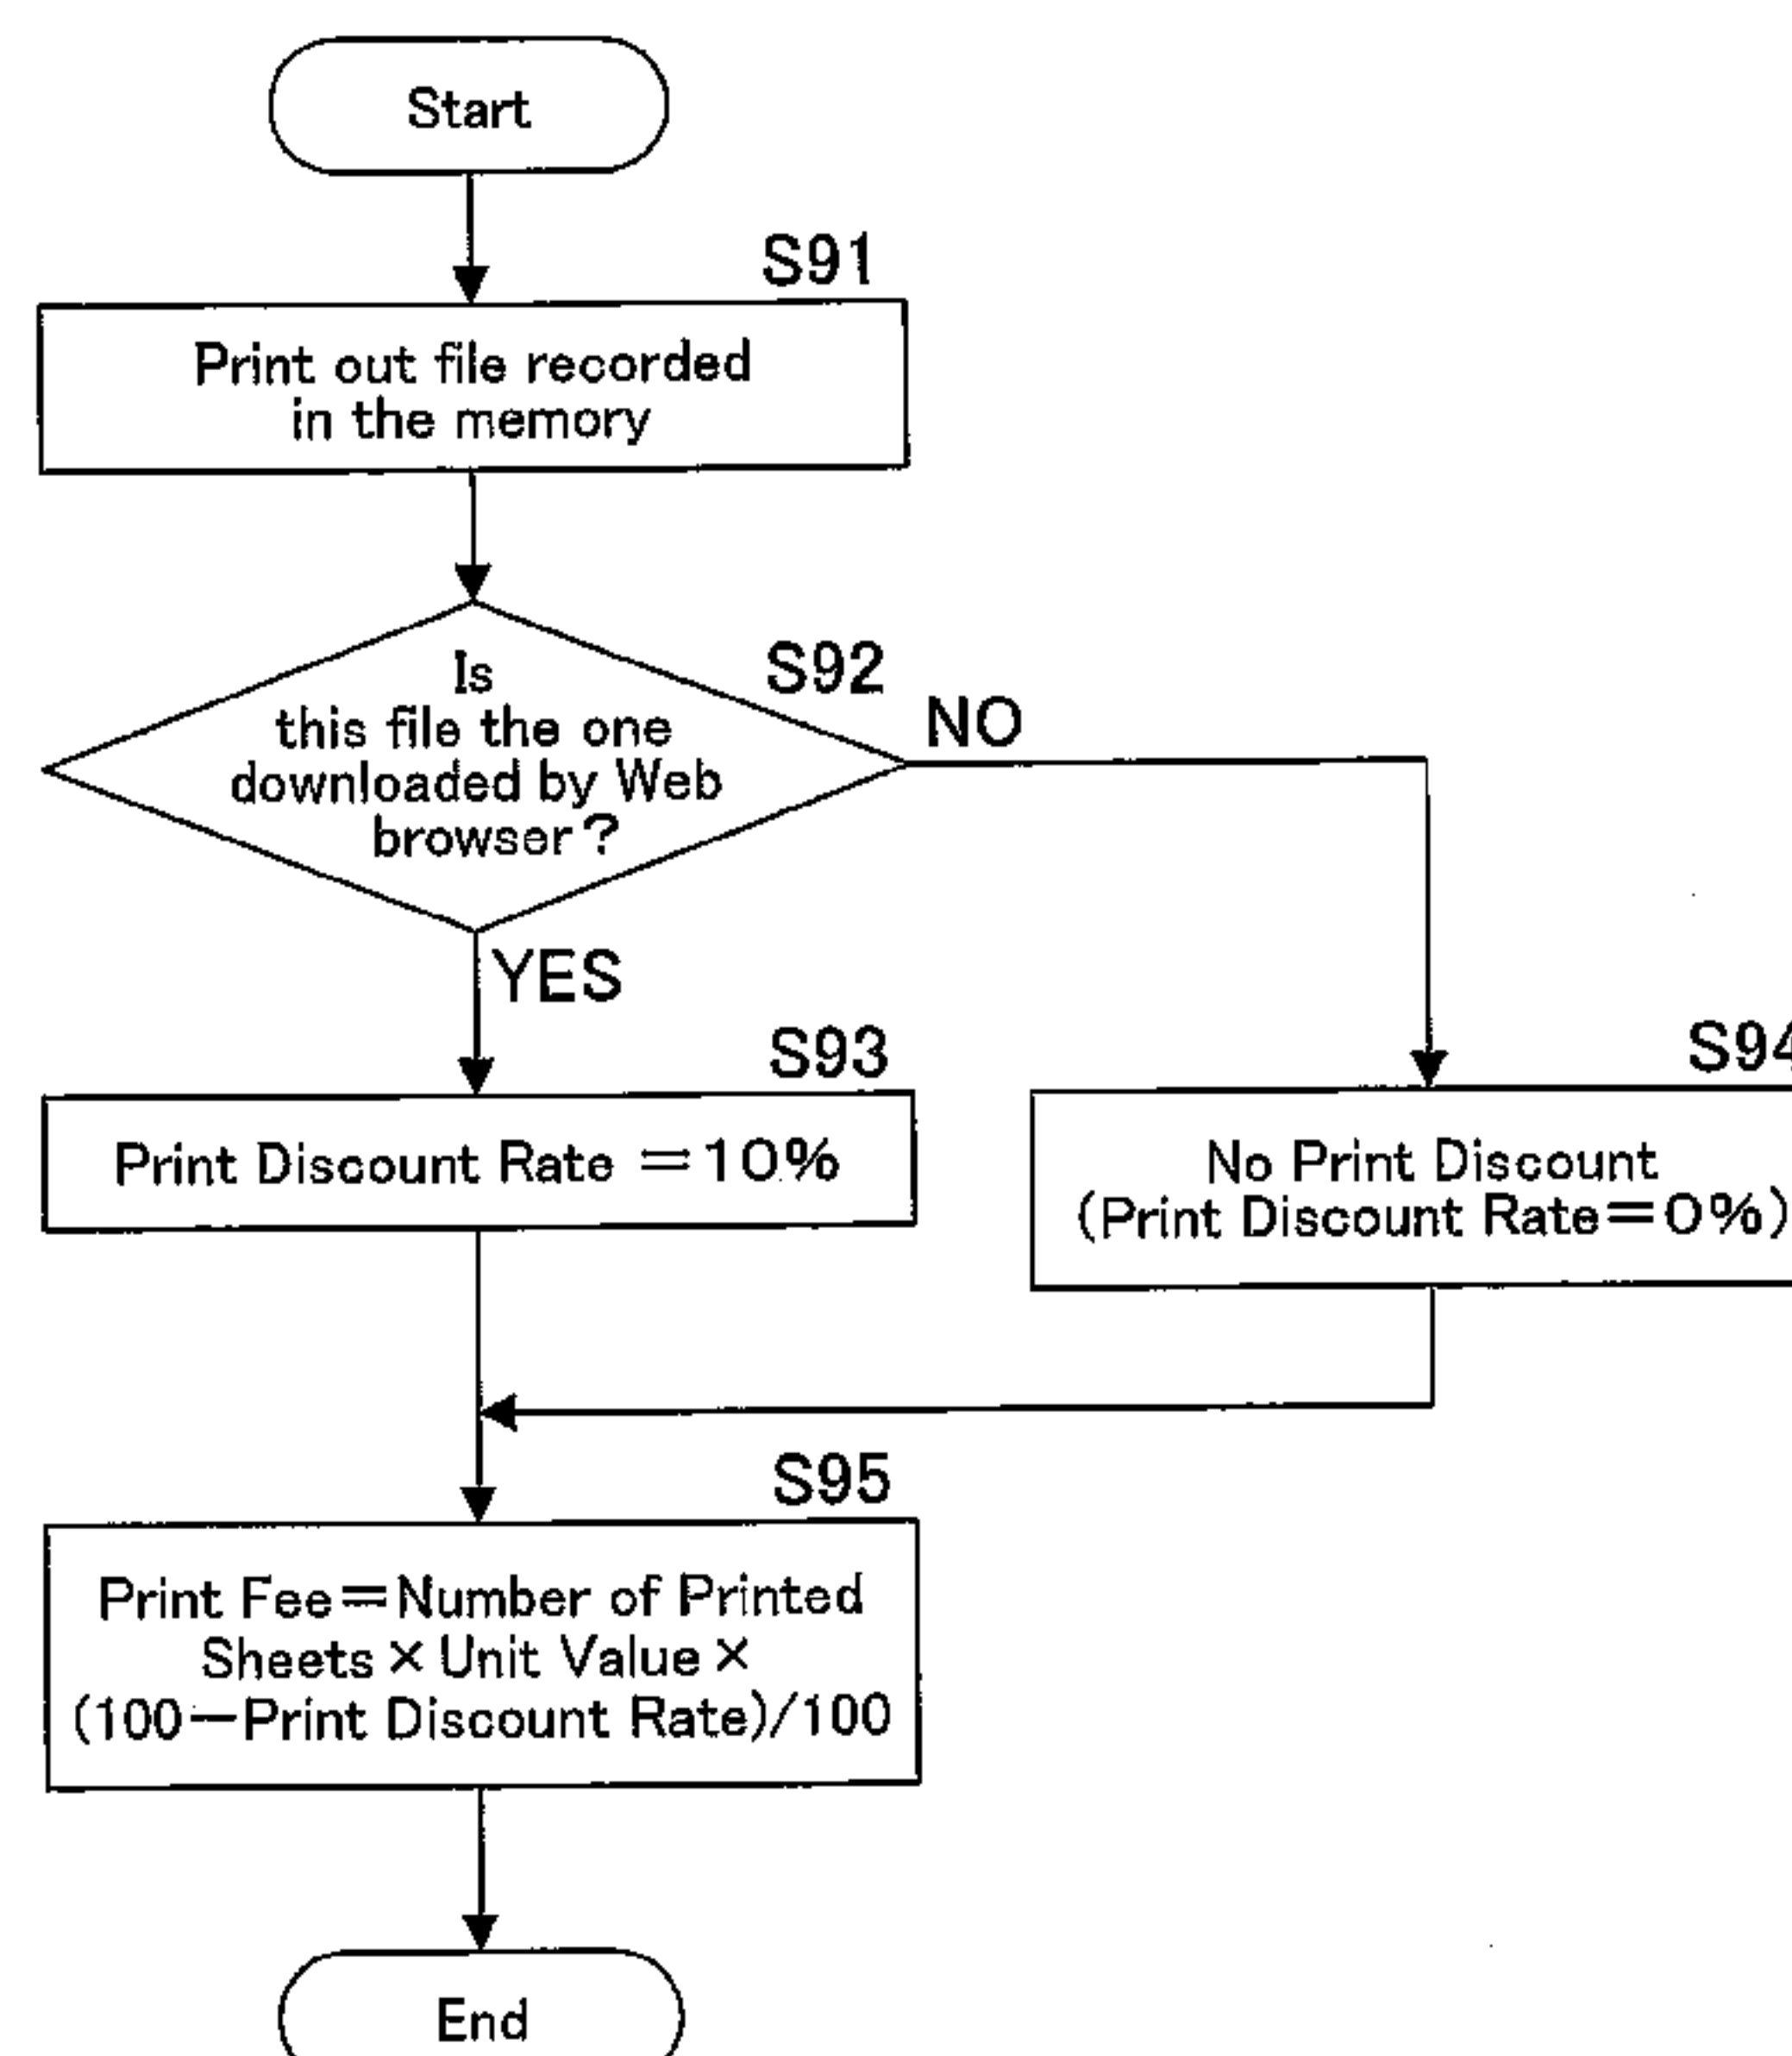 Start
S91
Print out file recorded
in the memory
S92
Is
this file the one
downloaded by Web
browser?
NO
YES
S93
Print Discount Rate =10%
S94
No Print Discount
(Print Discount Rate=0%)
S95
Print Fee=Number of Printed
Sheets × Unit Value ×
(100-Print Discount Rate)/100
End